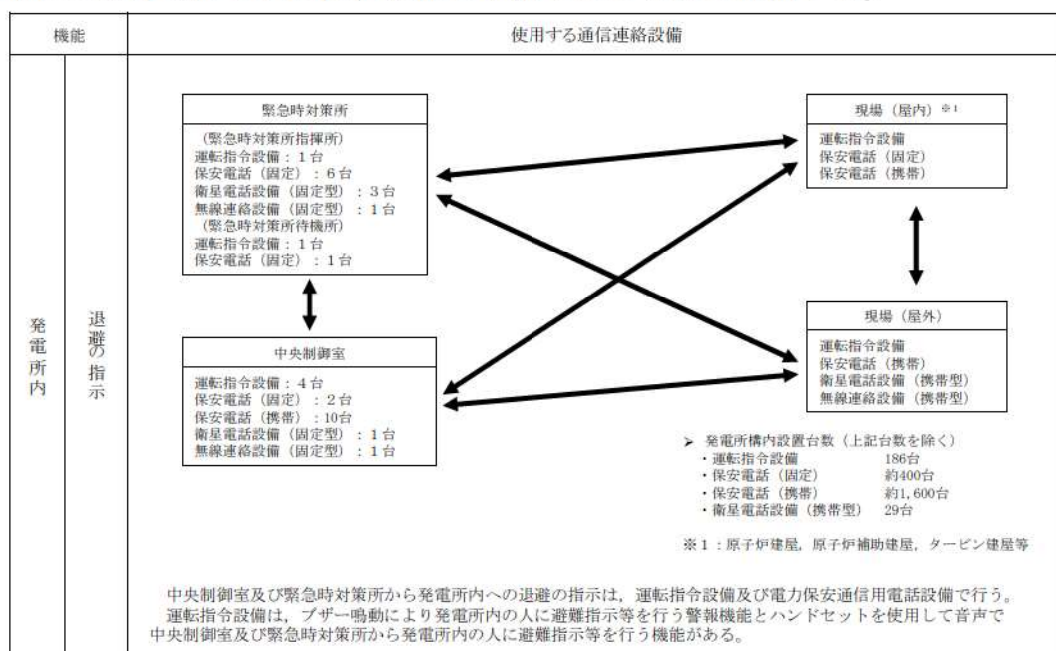 機能
使用する通信連絡設備
発電所内
退避の指示
緊急時対策所
(緊急時対策所指揮所)
運転指令設備:1台
保安電話(固定):6台
衛星電話設備(固定型):3台
無線連絡設備(固定型):1台
(緊急時対策所待機所)
運転指令設備:1台
保安電話(固定):1台
中央制御室
運転指令設備:4台
保安電話(固定):2台
保安電話(携帯):10台
衛星電話設備(固定型):1台
無線連絡設備(固定型):1台
現場(屋内)※1
運転指令設備
保安電話(固定)
保安電話(携帯)
現場(屋外)
運転指令設備
保安電話(携帯)
衛星電話設備(携帯型)
無線連絡設備(携帯型)
➢ 発電所構内設置台数(上記台数を除く)
・運転指令設備 186台
・保安電話(固定) 約400台
・保安電話(携帯) 約1,600台
・衛星電話設備(携帯型) 29台
※1:原子炉建屋,原子炉補助建屋,タービン建屋等
中央制御室及び緊急時対策所から発電所内への退避の指示は,運転指令設備及び電力保安通信用電話設備で行う。
運転指令設備は,ブザー鳴動により発電所内の人に避難指示等を行う警報機能とハンドセットを使用して音声で
中央制御室及び緊急時対策所から発電所内の人に避難指示等を行う機能がある。